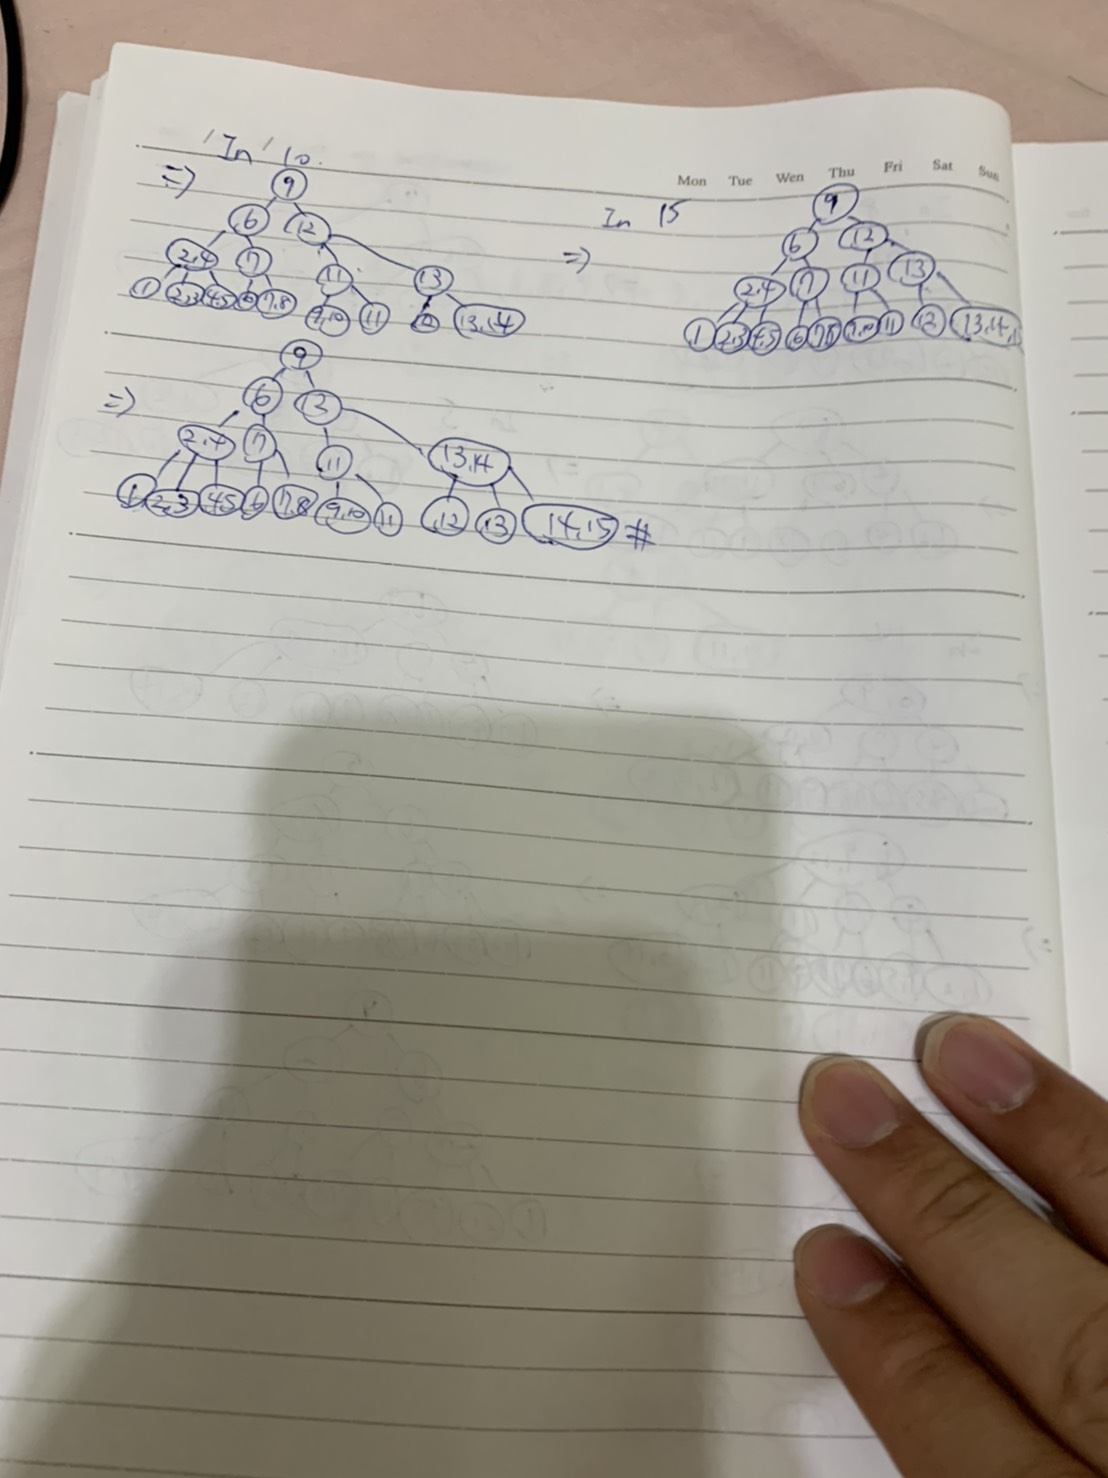 'In' 10.
Mon Tue Wen Thu Fri Sat Sun
In 15
=>
9
6 12
2,4 7 11 13
1 2,3 4,5 6 7,8 9,10 11 12 13,14
=>
9
6 12
2,4 7 11 13
1 2,3 4,5 6 7,8 9,10 11 12 13,14,
=>
9
6 13
2,4 7 11 13,14
1 2,3 4,5 6 7,8 9,10 11 12 13 14,15 #